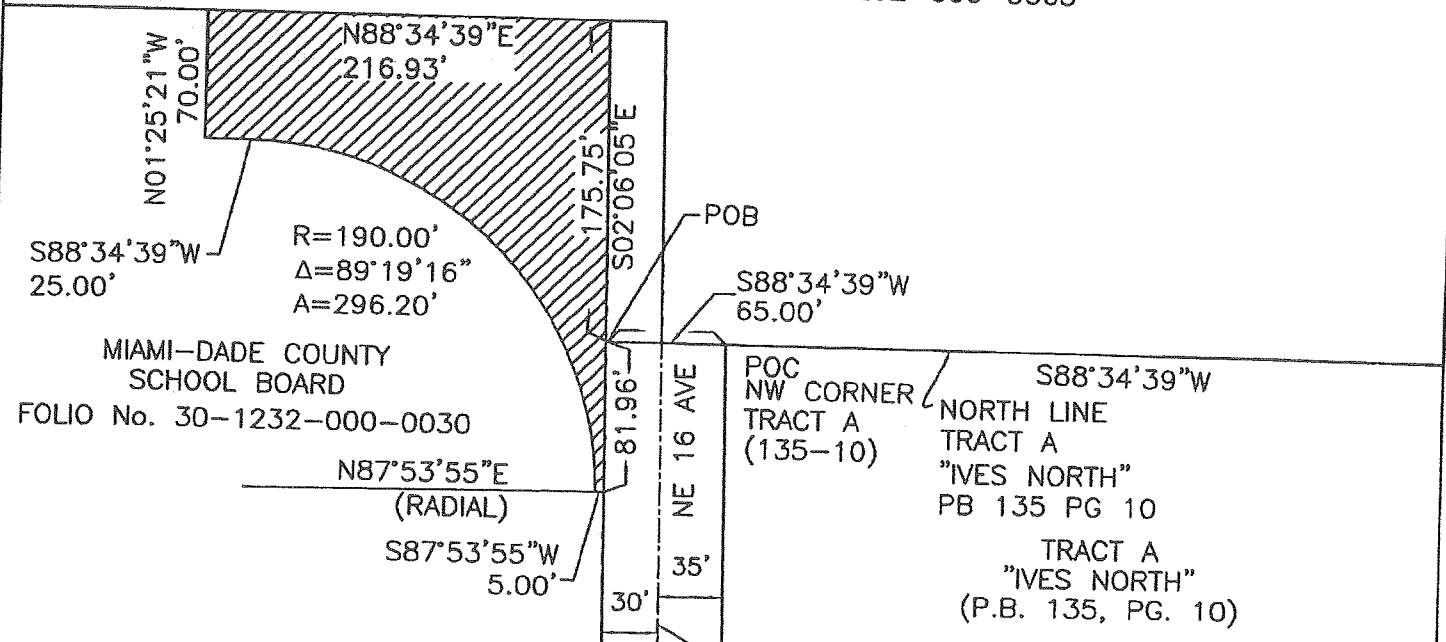 N88°34'39"E
216.93'
N01°25'21"W
70.00'
175.75'
S02°06'05"E
POB
S88°34'39"W
25.00'
R=190.00'
Δ=89°19'16"
A=296.20'
S88°34'39"W
65.00'
MIAMI-DADE COUNTY
SCHOOL BOARD
FOLIO No. 30-1232-000-0030
81.96'
NE 16 AVE
POC
NW CORNER
TRACT A
(135-10)
S88°34'39"W
NORTH LINE
TRACT A
"IVES NORTH"
PB 135 PG 10
N87°53'55"E
(RADIAL)
S87°53'55"W
5.00'
35'
30'
TRACT A
"IVES NORTH"
(P.B. 135, PG. 10)